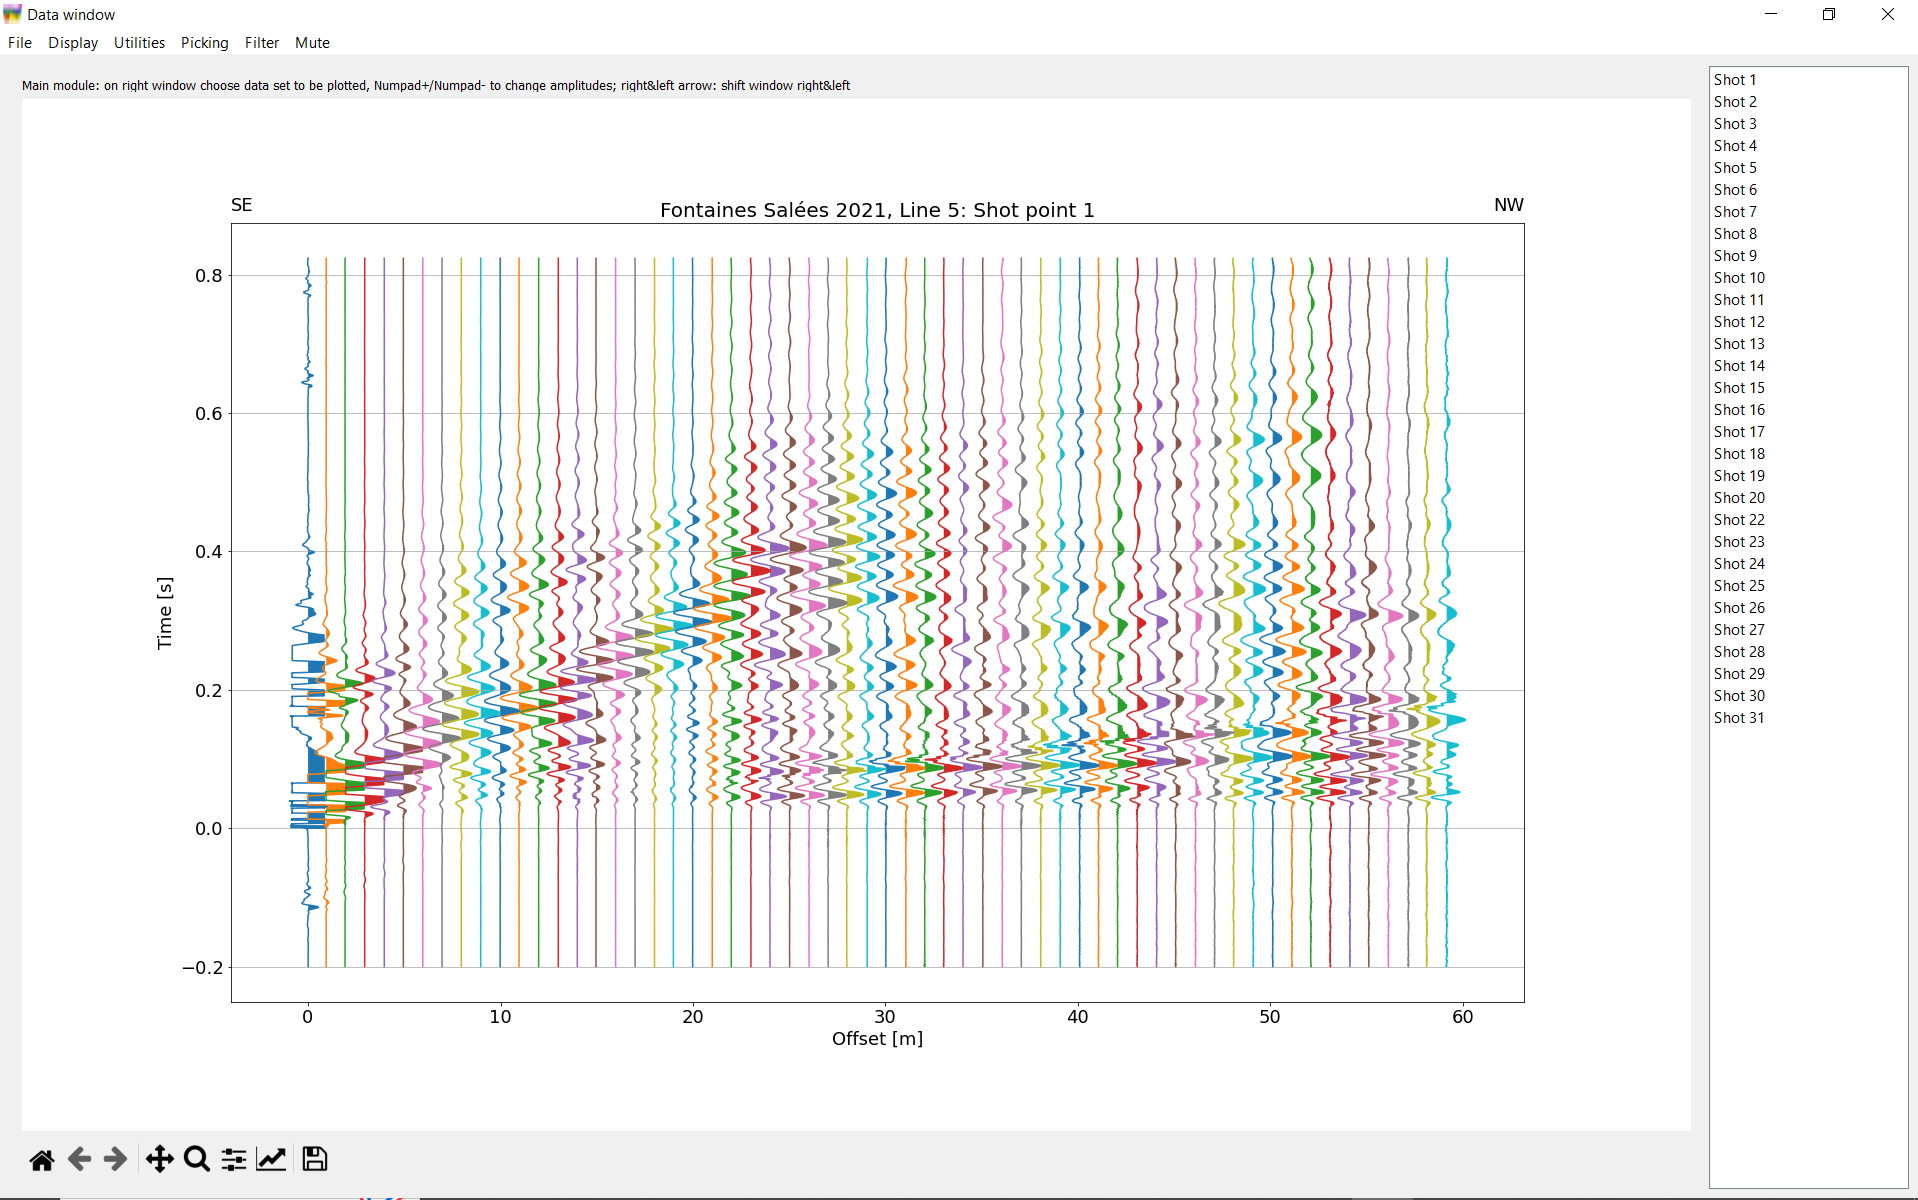 Data window
File Display Utilities Picking Filter Mute
Main module: on right window choose data set to be plotted, Numpad+/Numpad- to change amplitudes; right&left arrow: shift window right&left
SE
Fontaines Salées 2021, Line 5: Shot point 1
NW
0.8
0.6
0.4
0.2
0.0
−0.2
Time [s]
0 10 20 30 40 50 60
Offset [m]
Shot 1
Shot 2
Shot 3
Shot 4
Shot 5
Shot 6
Shot 7
Shot 8
Shot 9
Shot 10
Shot 11
Shot 12
Shot 13
Shot 14
Shot 15
Shot 16
Shot 17
Shot 18
Shot 19
Shot 20
Shot 22
Shot 23
Shot 24
Shot 25
Shot 26
Shot 27
Shot 28
Shot 29
Shot 30
Shot 31